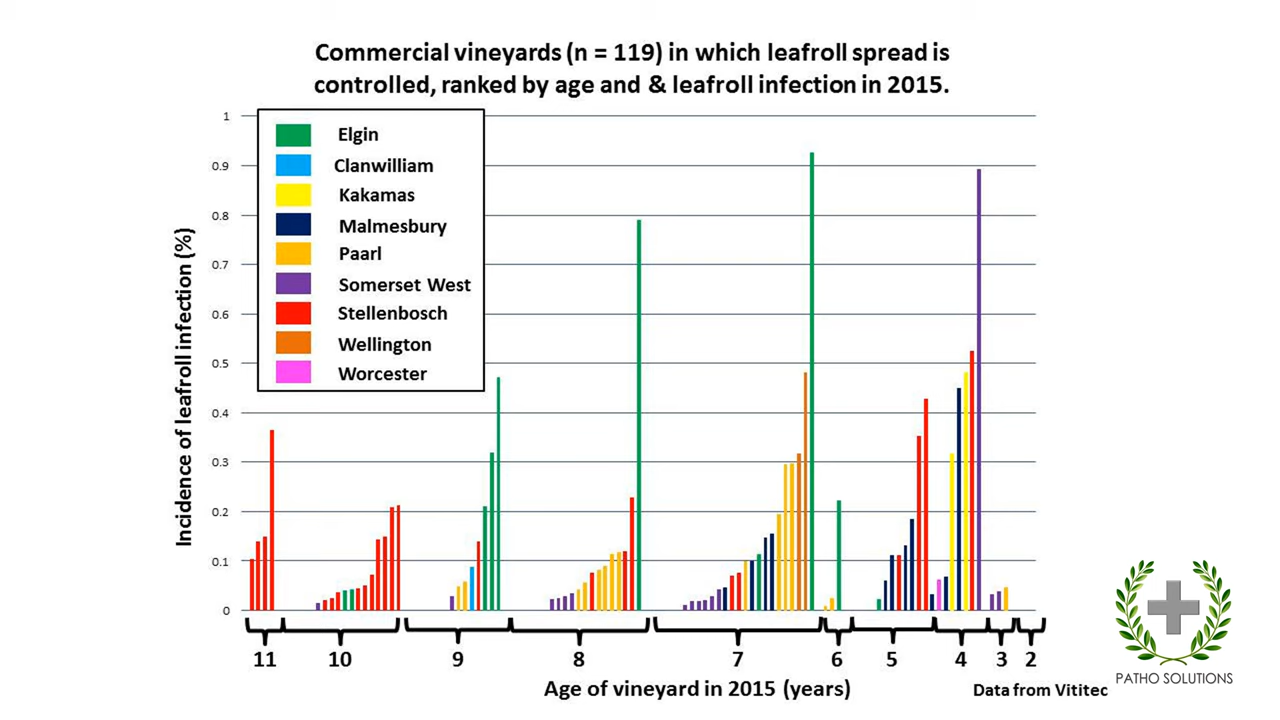 Commercial vineyards (n = 119) in which leafroll spread is
controlled, ranked by age and & leafroll infection in 2015.
Incidence of leafroll infection (%)
1
0.9
0.8
0.7
0.6
0.5
0.4
0.3
0.2
0.1
0
Elgin
Clanwilliam
Kakamas
Malmesbury
Paarl
Somerset West
Stellenbosch
Wellington
Worcester
11 10 9 8 7 6 5 4 3 2
Age of vineyard in 2015 (years)
Data from Vititec
PATHO SOLUTIONS